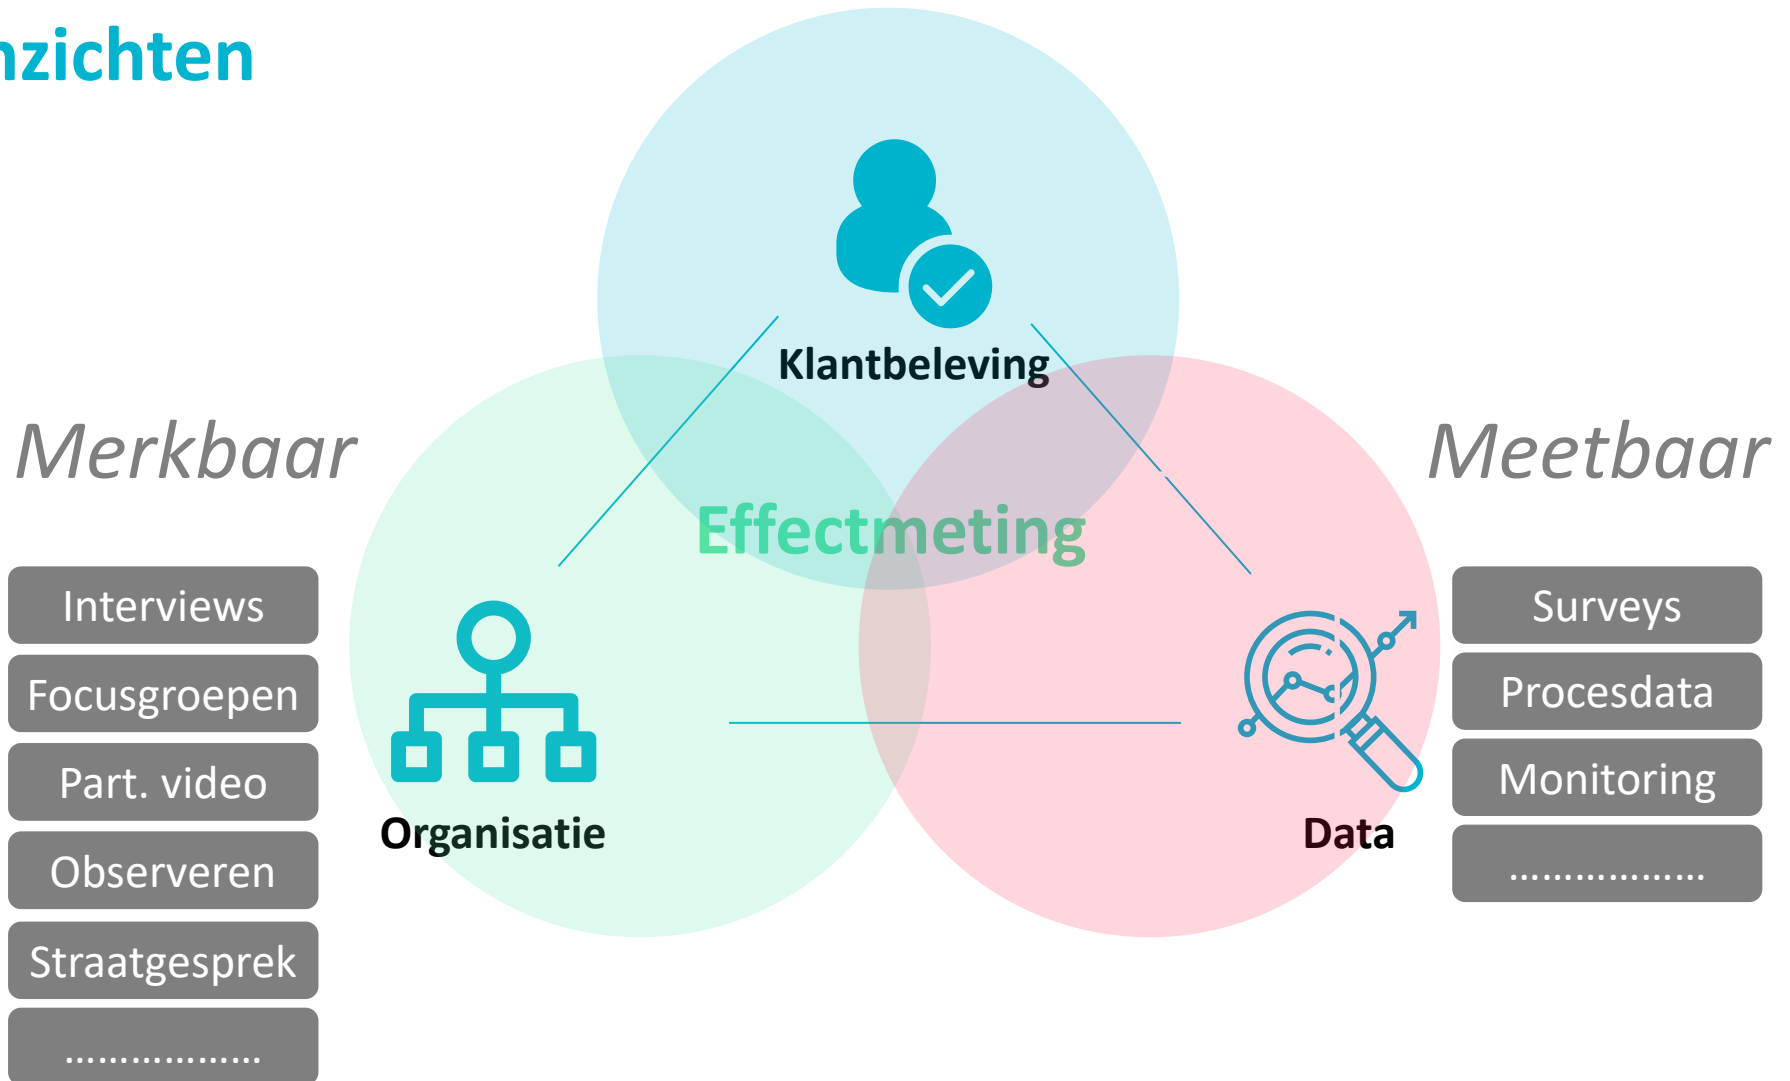 nzichten
Klantbeleving
Merkbaar
Meetbaar
Effectmeting
Interviews
Focusgroepen
Part. video
Observeren
Straatgesprek
………………
Organisatie
Data
Surveys
Procesdata
Monitoring
………………